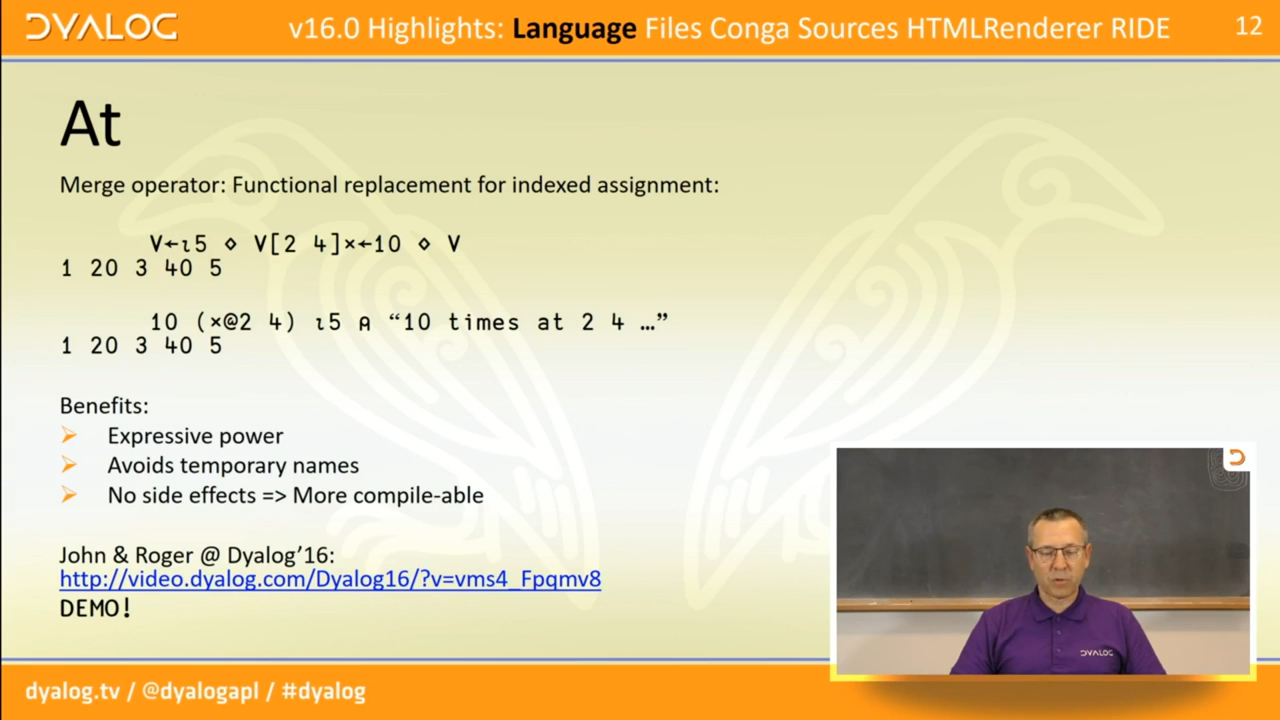 DYALOG
v16.0 Highlights: Language Files Conga Sources HTMLRenderer RIDE
12
At
Merge operator: Functional replacement for indexed assignment:
V←⍳5 ⋄ V[2 4]×←10 ⋄ V
1 20 3 40 5
10 (×@2 4) ⍳5 ⍝ “10 times at 2 4 …”
1 20 3 40 5
Benefits:
Expressive power
Avoids temporary names
No side effects => More compile-able
John & Roger @ Dyalog’16:
http://video.dyalog.com/Dyalog16/?v=vms4_Fpqmv8
DEMO!
DYALOG
dyalog.tv / @dyalogapl / #dyalog